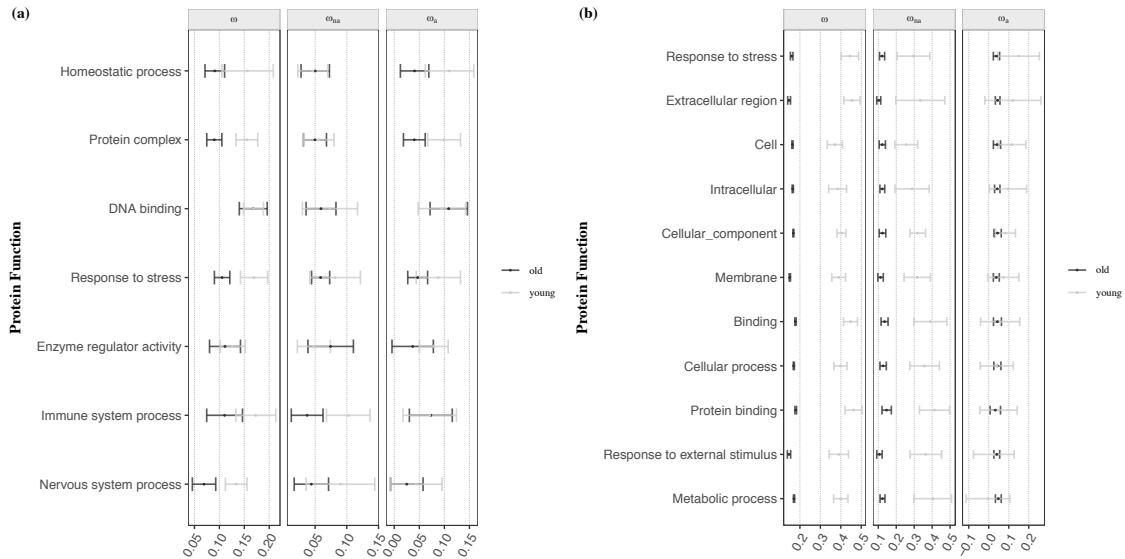 (a)
ω
ωna
ωa
Homeostatic process
Protein complex
DNA binding
Response to stress
Enzyme regulator activity
Immune system process
Nervous system process
Protein Function
0.05
0.10
0.15
0.20
0.05
0.10
0.15
0.00
0.05
0.10
0.15
old
young
(b)
ω
ωna
ωa
Response to stress
Extracellular region
Cell
Intracellular
Cellular_component
Membrane
Binding
Cellular process
Protein binding
Response to external stimulus
Metabolic process
Protein Function
0.2
0.3
0.4
0.5
0.1
0.2
0.3
0.4
0.5
0.1
0.0
0.1
0.2
old
young